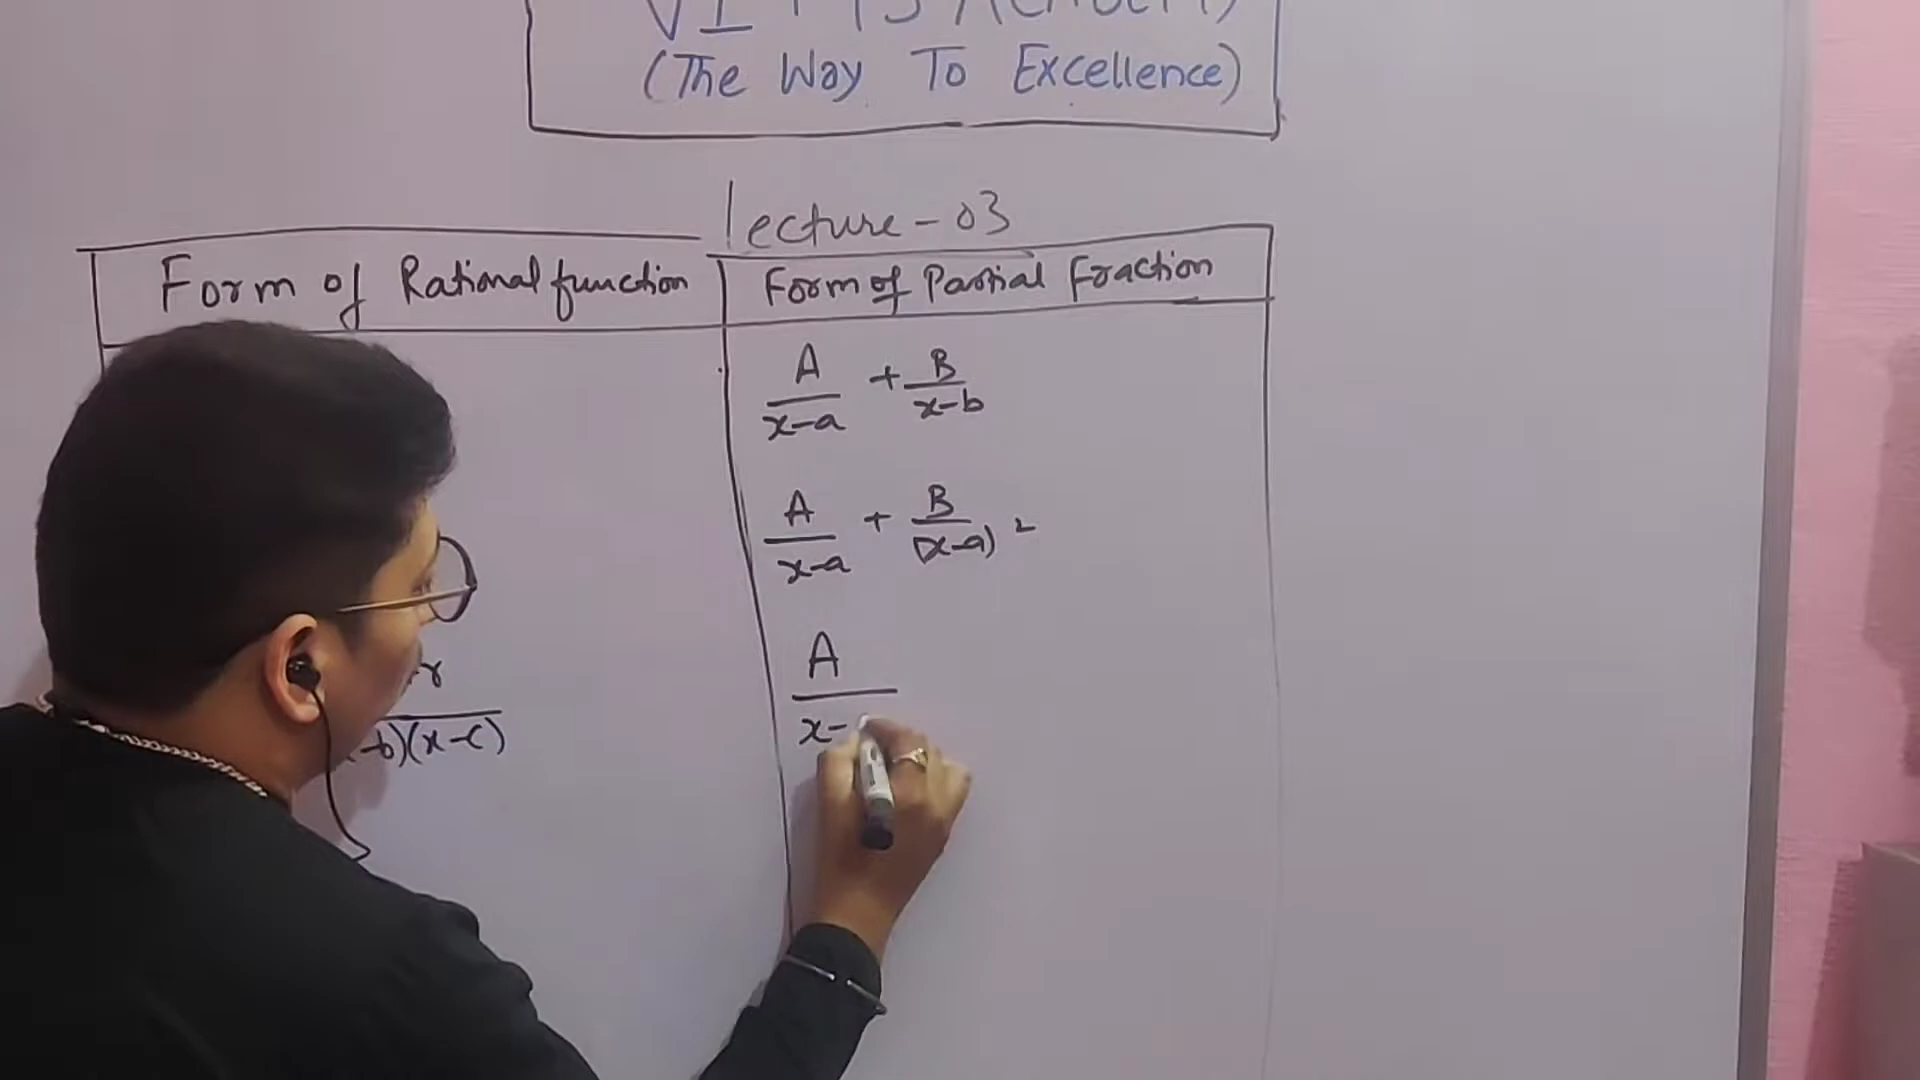 (The Way To Excellence)
lecture-03
Form of Rational function
Form of Partial Fraction
A/x-a + B/x-b
A/x-a + B/(x-a)²
-r/-b)(x-c)
A/x-